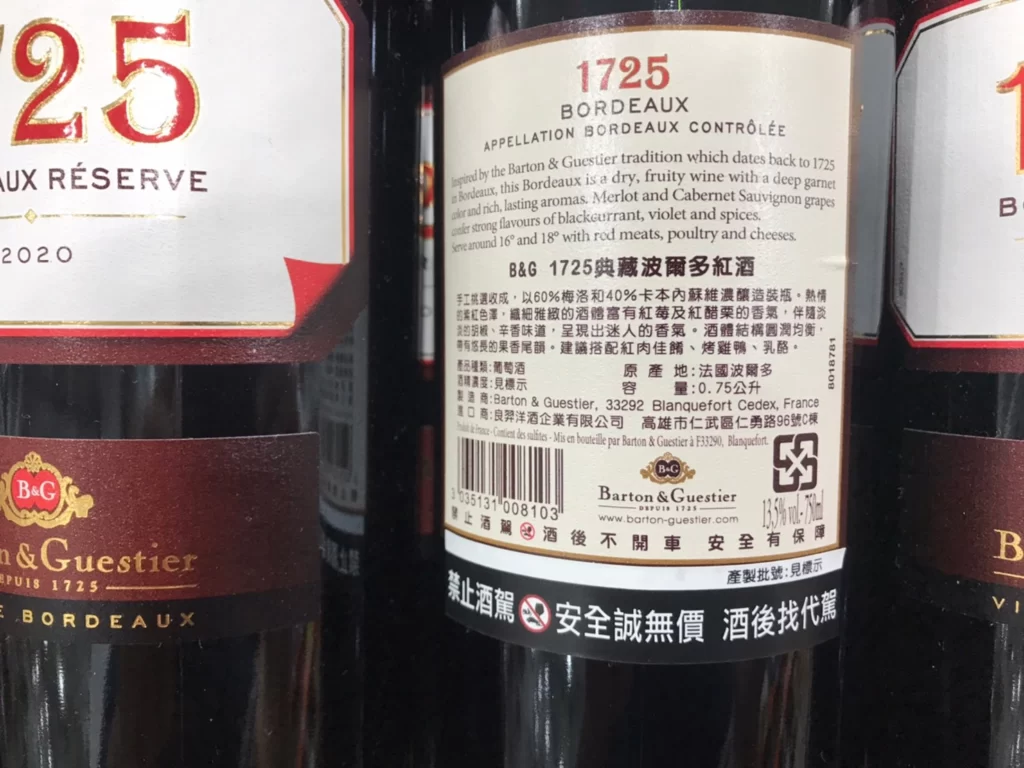 725
AUX RÉSERVE
2020
B&G
n & Guestier
DEPUIS 1725
E BORDEAUX
1725
BORDEAUX
APPELLATION BORDEAUX CONTRÔLÉE
Inspired by the Barton & Guestier tradition which dates back to 1725
in Bordeaux, this Bordeaux is a dry, fruity wine with a deep garnet
color and rich, lasting aromas. Merlot and Cabernet Sauvignon grapes
confer strong flavours of blackcurrant, violet and spices.
Serve around 16° and 18° with red meats, poultry and cheeses.
B&G 1725典藏波爾多紅酒
手工挑選收成，以60%梅洛和40%卡本內蘇維濃釀造裝瓶。熱情
的紫紅色澤，纖細雅緻的酒體富有紅莓及紅醋栗的香氣，伴隨淡
淡的胡椒、辛香味道，呈現出迷人的香氣。酒體結構圓潤均衡，
帶有悠長的果香尾韻。建議搭配紅肉佳餚、烤雞鴨、乳酪。
產品種類:葡萄酒 原產地:法國波爾多
酒精濃度:見標示 容量:0.75公升
製造商:Barton & Guestier, 33292 Blanquefort Cedex, France
進口商:良羿洋酒企業有限公司 高雄市仁武區仁勇路96號C棟
Produit de France - Contient des sulfites - Mis en bouteille par Barton & Guestier à F33290, Blanquefort.
8018781
3 035131 008103
B&G
Barton & Guestier
DEPUIS 1725
www.barton-guestier.com
13,5% vol - 750ml
禁止酒駕 酒後不開車 安全有保障
產製批號:見標示
禁止酒駕 安全誠無價 酒後找代駕
1
B
B
VI